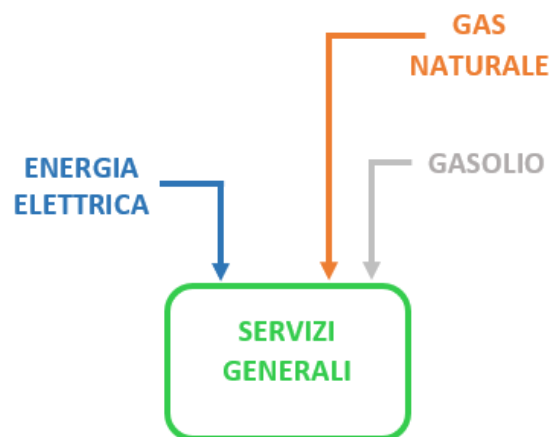 GAS
NATURALE
GASOLIO
ENERGIA
ELETTRICA
SERVIZI
GENERALI